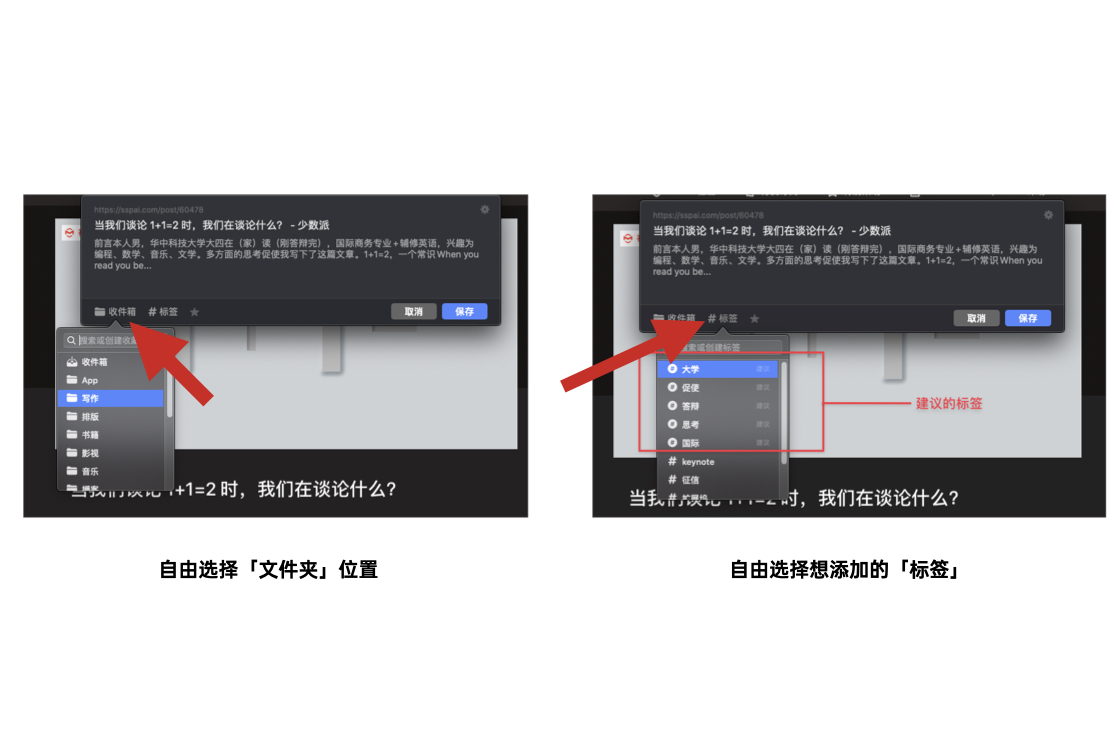 https://sspai.com/post/60478
当我们谈论 1+1=2 时，我们在谈论什么？ - 少数派
前言本人男，华中科技大学大四在（家）读（刚答辩完），国际商务专业+辅修英语，兴趣为
编程、数学、音乐、文学。多方面的思考促使我写下了这篇文章。1+1=2，一个常识 When you
read you be...
收件箱 # 标签 ★
取消 保存
搜索或创建收
收件箱
App
写作
排版
书籍
影视
音乐
播客
当我们谈论 1+1=2 时，我们在谈论什么？
自由选择「文件夹」位置
https://sspai.com/post/60478
当我们谈论 1+1=2 时，我们在谈论什么？ - 少数派
前言本人男，华中科技大学大四在（家）读（刚答辩完），国际商务专业+辅修英语，兴趣为
编程、数学、音乐、文学。多方面的思考促使我写下了这篇文章。1+1=2，一个常识 When you
read you be...
收件箱 # 标签 ★
取消 保存
搜索或创建标签
大学 建议
促使 建议
答辩 建议
思考 建议
国际 建议
# keynote
# 征信
# 扩展坞
建议的标签
当我们谈论 1+1=2 时，我们在谈论什么？
自由选择想添加的「标签」